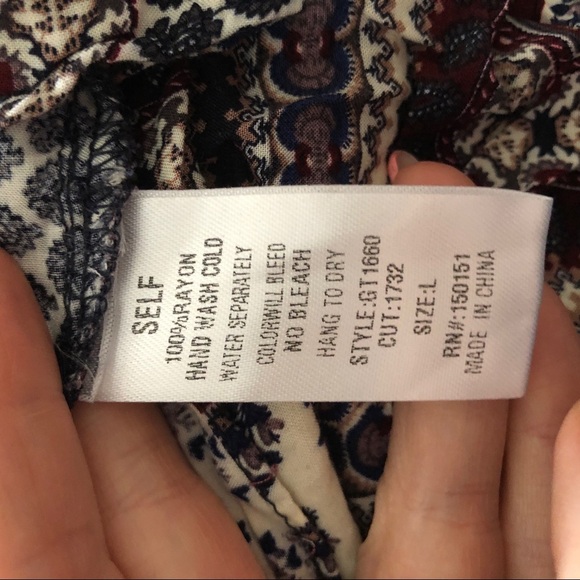 SELF
100%RAYON
HAND WASH COLD
WATER SEPARATELY
COLORWILL BLEED
NO BLEACH
HANG TO DRY
STYLE:GT1660
CUT:1732
SIZE:L
RN#:150151
MADE IN CHINA